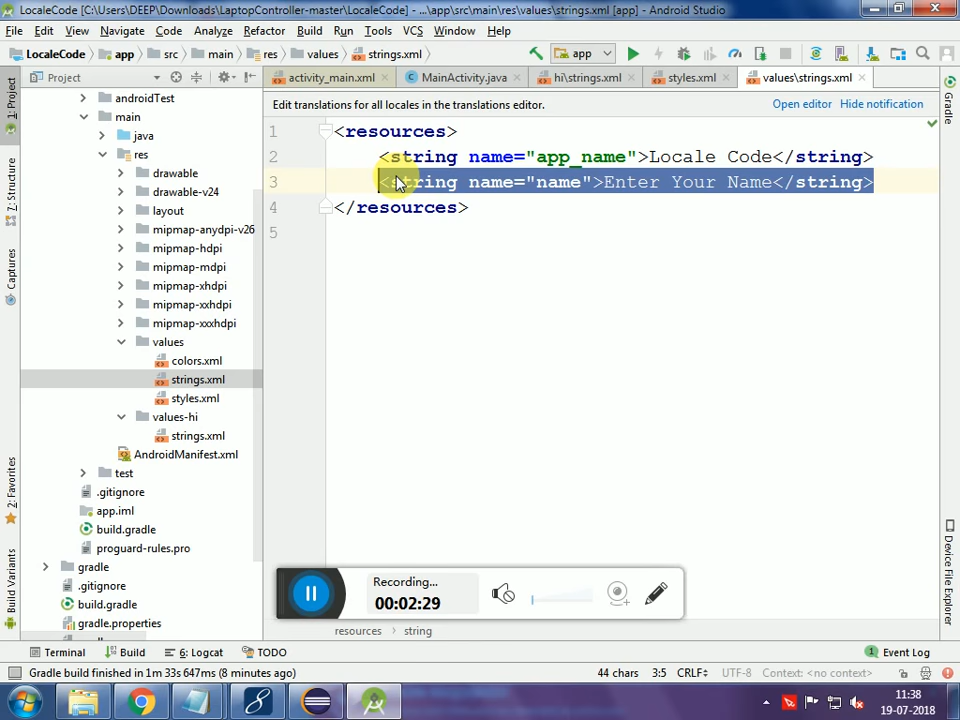 LocaleCode [C:\Users\DEEP\Downloads\LaptopController-master\LocaleCode] - ...\app\src\main\res\values\strings.xml [app] - Android Studio
File Edit View Navigate Code Analyze Refactor Build Run Tools VCS Window Help
LocaleCode app src main res values strings.xml app
Project activity_main.xml MainActivity.java hi\strings.xml styles.xml values\strings.xml
Edit translations for all locales in the translations editor. Open editor Hide notification
androidTest
main
java
res
drawable
drawable-v24
layout
mipmap-anydpi-v26
mipmap-hdpi
mipmap-mdpi
mipmap-xhdpi
mipmap-xxhdpi
mipmap-xxxhdpi
values
colors.xml
strings.xml
styles.xml
values-hi
strings.xml
AndroidManifest.xml
test
.gitignore
app.iml
build.gradle
proguard-rules.pro
gradle
.gitignore
build.gradle
gradle.properties
1 <resources>
2 <string name="app_name">Locale Code</string>
3 <string name="name">Enter Your Name</string>
4 </resources>
5
1: Project
7: Structure
Captures
2: Favorites
Build Variants
Gradle
Device File Explorer
Recording...
00:02:29
resources › string
Terminal Build 6: Logcat TODO 1 Event Log
Gradle build finished in 1m 33s 647ms (8 minutes ago) 44 chars 3:5 CRLF UTF-8 Context: <no context>
11:38
19-07-2018